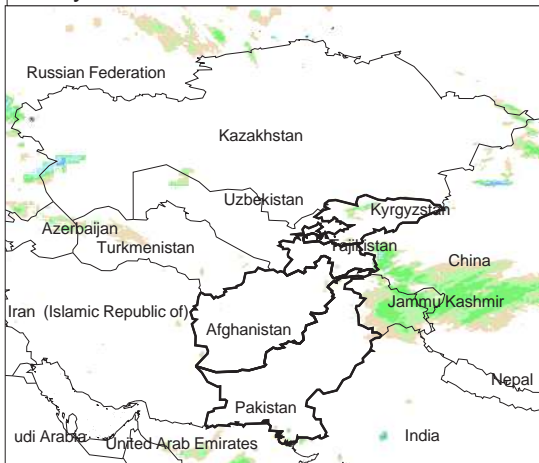 Russian Federation
Kazakhstan
Uzbekistan
Kyrgyzstan
Azerbaijan
Turkmenistan
Tajikistan
China
Iran (Islamic Republic of)
Jammu Kashmir
Afghanistan
Nepal
Pakistan
udi Arabia
United Arab Emirates
India